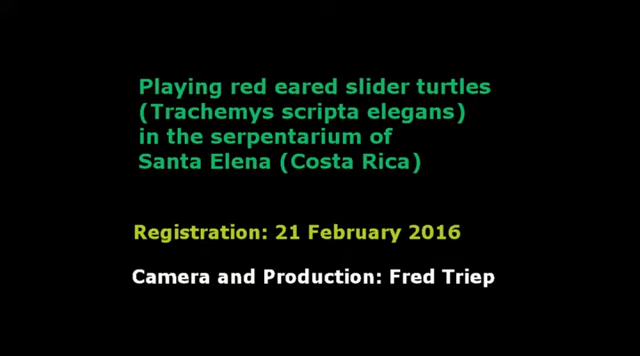 Playing red eared slider turtles
(Trachemys scripta elegans)
in the serpentarium of
Santa Elena (Costa Rica)
Registration: 21 February 2016
Camera and Production: Fred Triep